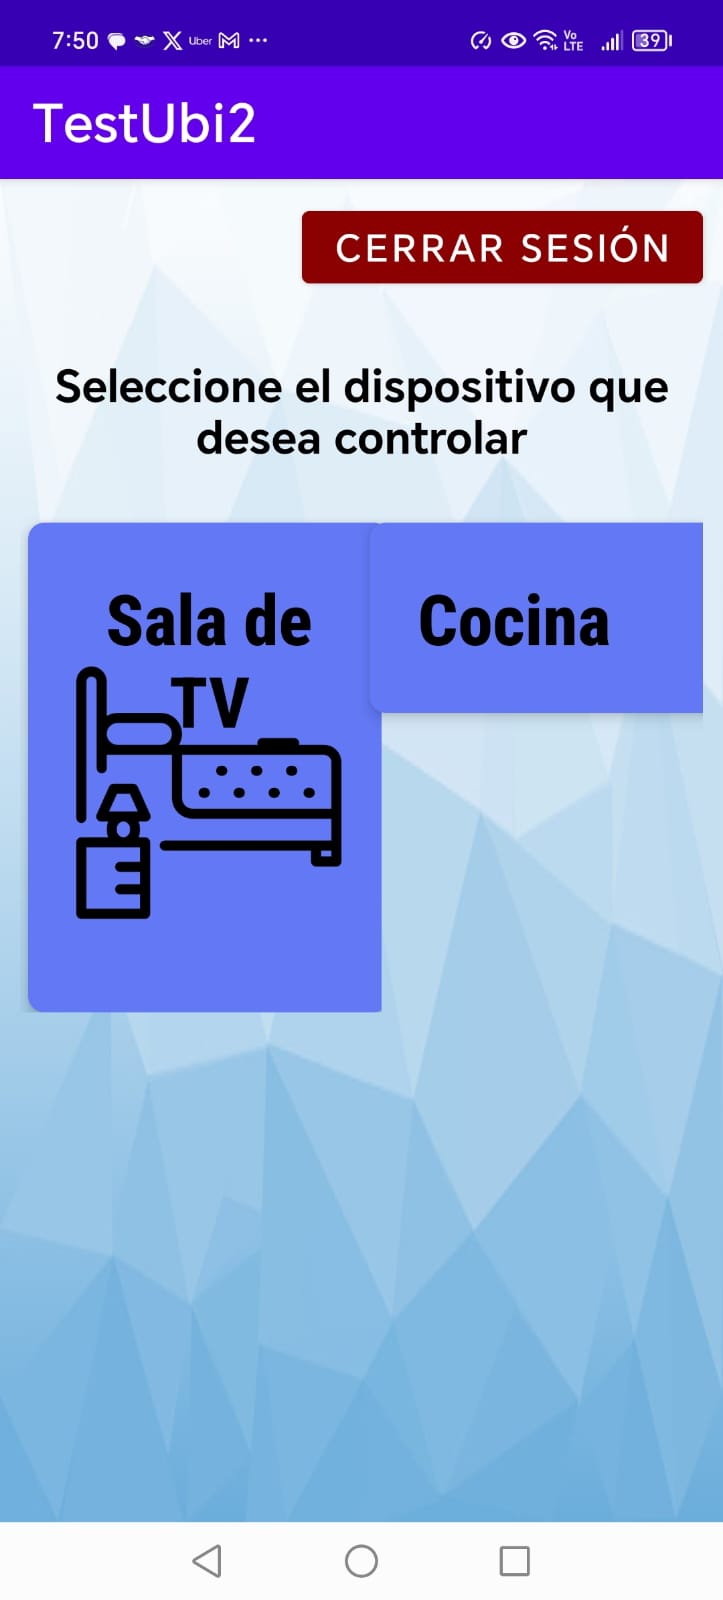 7:50 Uber Vo LTE 39
TestUbi2
CERRAR SESIÓN
Seleccione el dispositivo que
desea controlar
Sala de
TV
Cocina